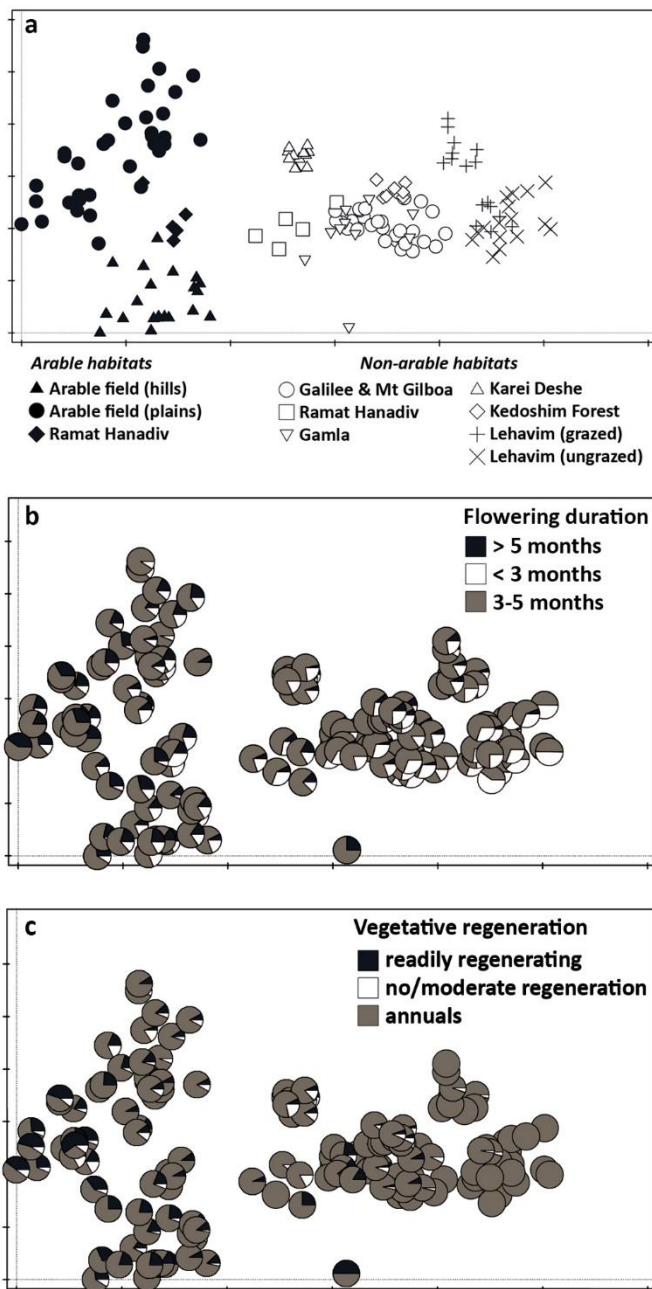 a
Arable habitats
Non-arable habitats
Arable field (hills)
Arable field (plains)
Ramat Hanadiv
Galilee & Mt Gilboa
Ramat Hanadiv
Gamla
Karei Deshe
Kedoshim Forest
Lehavim (grazed)
Lehavim (ungrazed)
b
Flowering duration
> 5 months
< 3 months
3-5 months
c
Vegetative regeneration
readily regenerating
no/moderate regeneration
annuals